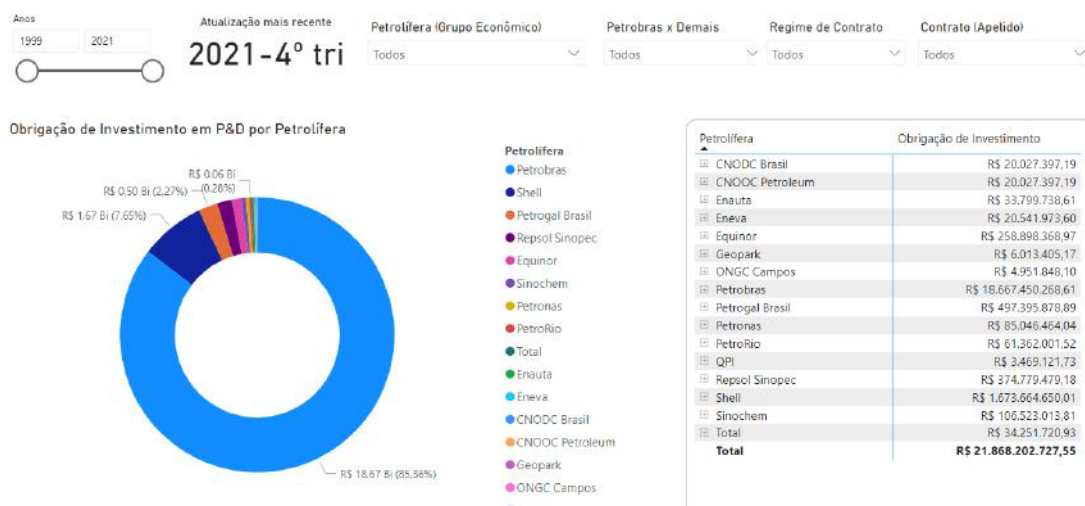 Anos
1999 2021
Atualização mais recente
2021-4º tri
Petrolífera (Grupo Econômico)
Todos
Petrobras x Demais
Todos
Regime de Contrato
Todos
Contrato (Apelido)
Todos
Obrigação de Investimento em P&D por Petrolífera
R$ 0.06 Bi
(0.28%)
R$ 0.50 Bi (2,27%)
R$ 1.67 Bi (7.65%)
R$ 18.67 Bi (85,36%)
Petrolífera
Petrobras
Shell
Petrogal Brasil
Repsol Sinopec
Equinor
Sinochem
Petronas
PetroRio
Total
Enauta
Eneva
CNODC Brasil
CNOOC Petroleum
Geopark
ONGC Campos
Petrolífera Obrigação de Investimento
CNODC Brasil R$ 20.027.397,19
CNOOC Petroleum R$ 20.027.397,19
Enauta R$ 33.799.738,61
Eneva R$ 20.541.973,60
Equinor R$ 258.898.368,97
Geopark R$ 6.013.405,17
ONGC Campos R$ 4.951.848,10
Petrobras R$ 18.667.450.268,61
Petrogal Brasil R$ 497.395.878,89
Petronas R$ 85.046.464,04
PetroRio R$ 61.362.001,52
QPI R$ 3.469.121,73
Repsol Sinopec R$ 374.779.479,18
Shell R$ 1.673.664.650,01
Sinochem R$ 106.523.013,81
Total R$ 34.251.720,93
Total R$ 21.868.202.727,55